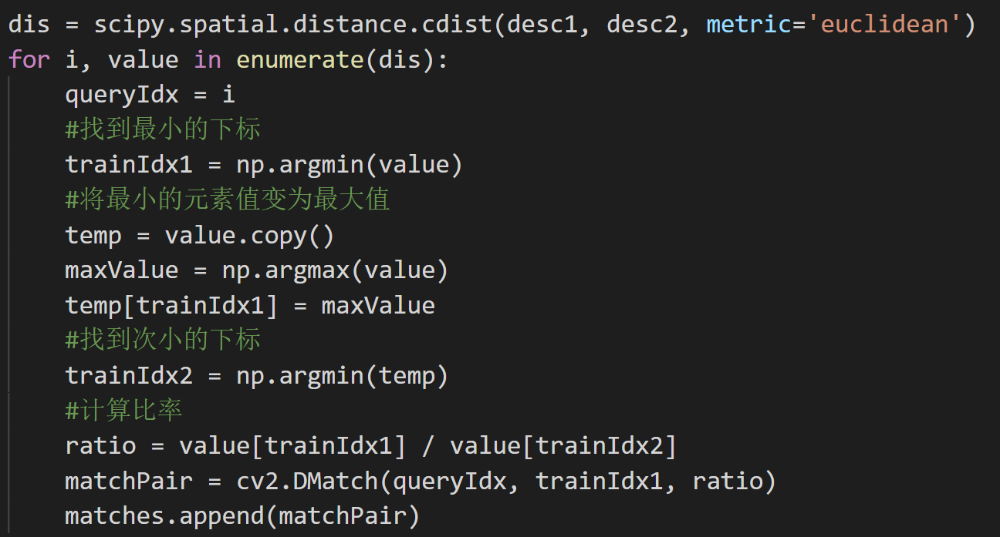 dis = scipy.spatial.distance.cdist(desc1, desc2, metric='euclidean')
for i, value in enumerate(dis):
    queryIdx = i
    #找到最小的下标
    trainIdx1 = np.argmin(value)
    #将最小的元素值变为最大值
    temp = value.copy()
    maxValue = np.argmax(value)
    temp[trainIdx1] = maxValue
    #找到次小的下标
    trainIdx2 = np.argmin(temp)
    #计算比率
    ratio = value[trainIdx1] / value[trainIdx2]
    matchPair = cv2.DMatch(queryIdx, trainIdx1, ratio)
    matches.append(matchPair)